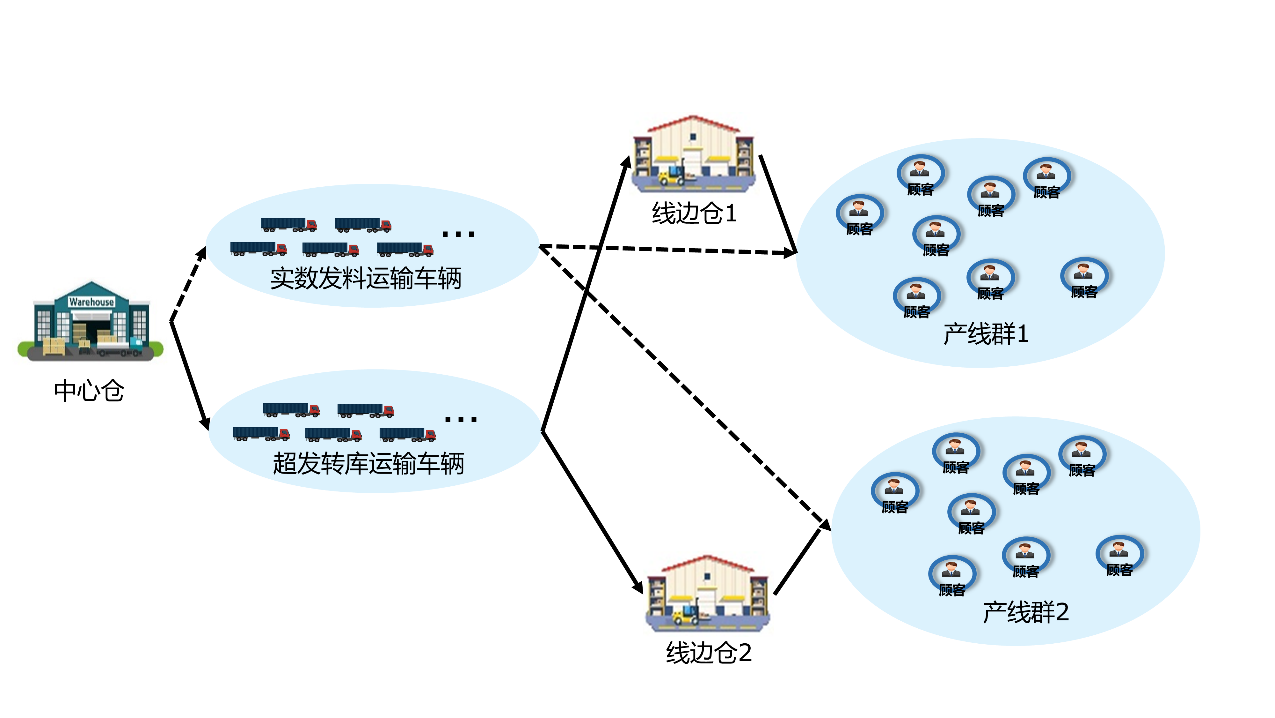 Warehouse
中心仓
...
实数发料运输车辆
...
超发转库运输车辆
线边仓1
线边仓2
顾客
顾客
顾客
顾客
顾客
顾客
顾客
顾客
产线群1
顾客
顾客
顾客
顾客
顾客
顾客
顾客
顾客
产线群2